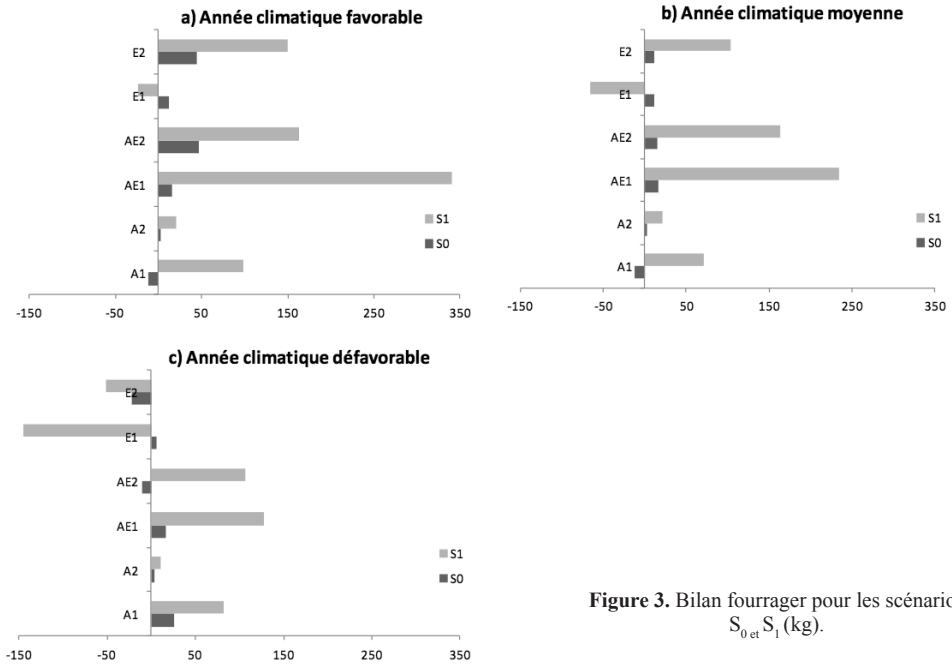 a) Année climatique favorable
E2
E1
AE2
AE1
A2
A1
S1
S0
-150
-50
50
150
250
350
b) Année climatique moyenne
E2
E1
AE2
AE1
A2
A1
S1
S0
-150
-50
50
150
250
350
c) Année climatique défavorable
E2
E1
AE2
AE1
A2
A1
S1
S0
-150
-50
50
150
250
350
Figure 3. Bilan fourrager pour les scénario
S0 et S1 (kg).